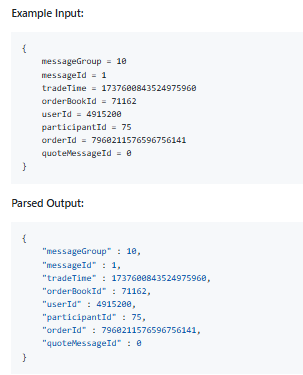 Example Input:
{
messageGroup = 10
messageId = 1
tradeTime = 1737600843524975960
orderBookId = 71162
userId = 4915200
participantId = 75
orderId = 7960211576596756141
quoteMessageId = 0
}
Parsed Output:
{
"messageGroup" : 10,
"messageId" : 1,
"tradeTime" : 1737600843524975960,
"orderBookId" : 71162,
"userId" : 4915200,
"participantId" : 75,
"orderId" : 7960211576596756141,
"quoteMessageId" : 0
}